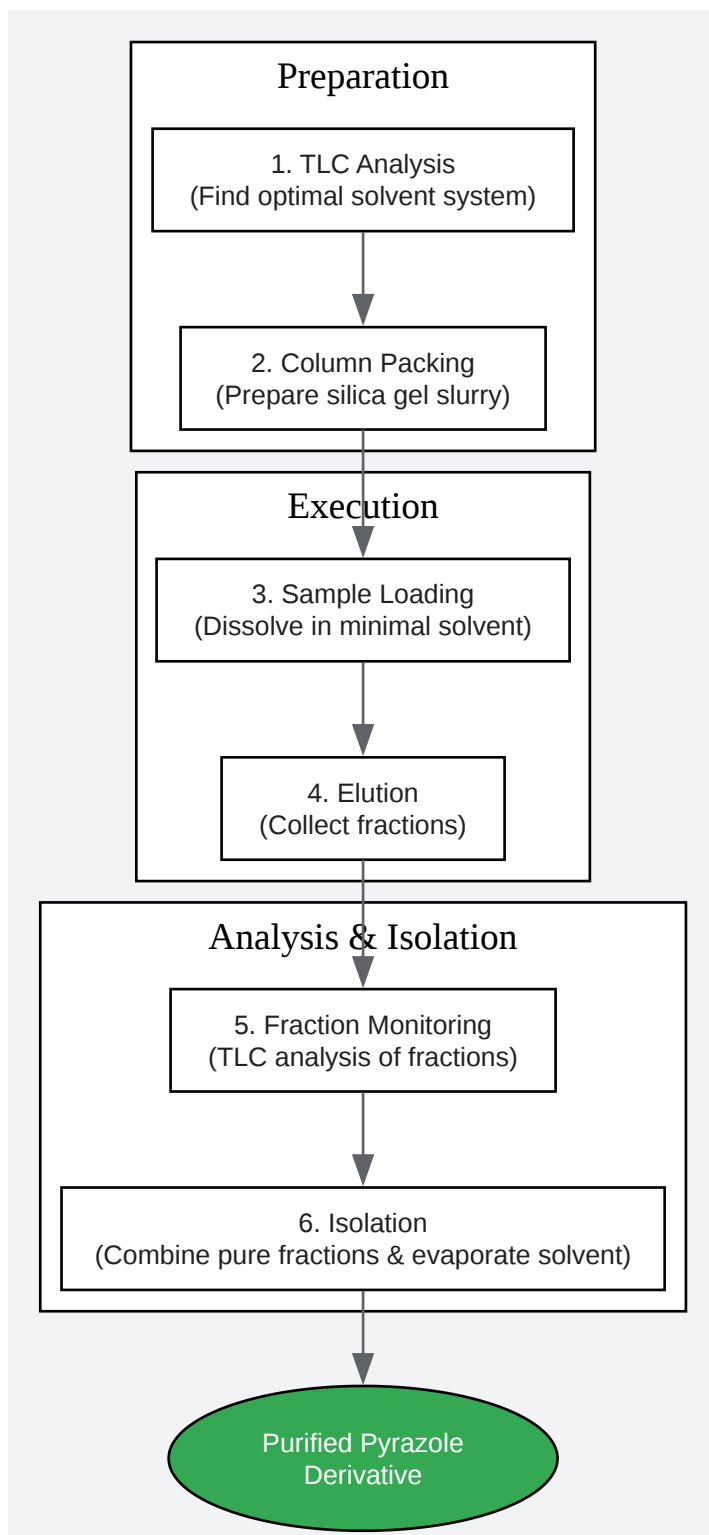 Preparation
1. TLC Analysis
(Find optimal solvent system)
2. Column Packing
(Prepare silica gel slurry)
Execution
3. Sample Loading
(Dissolve in minimal solvent)
4. Elution
(Collect fractions)
Analysis & Isolation
5. Fraction Monitoring
(TLC analysis of fractions)
6. Isolation
(Combine pure fractions & evaporate solvent)
Purified Pyrazole
Derivative